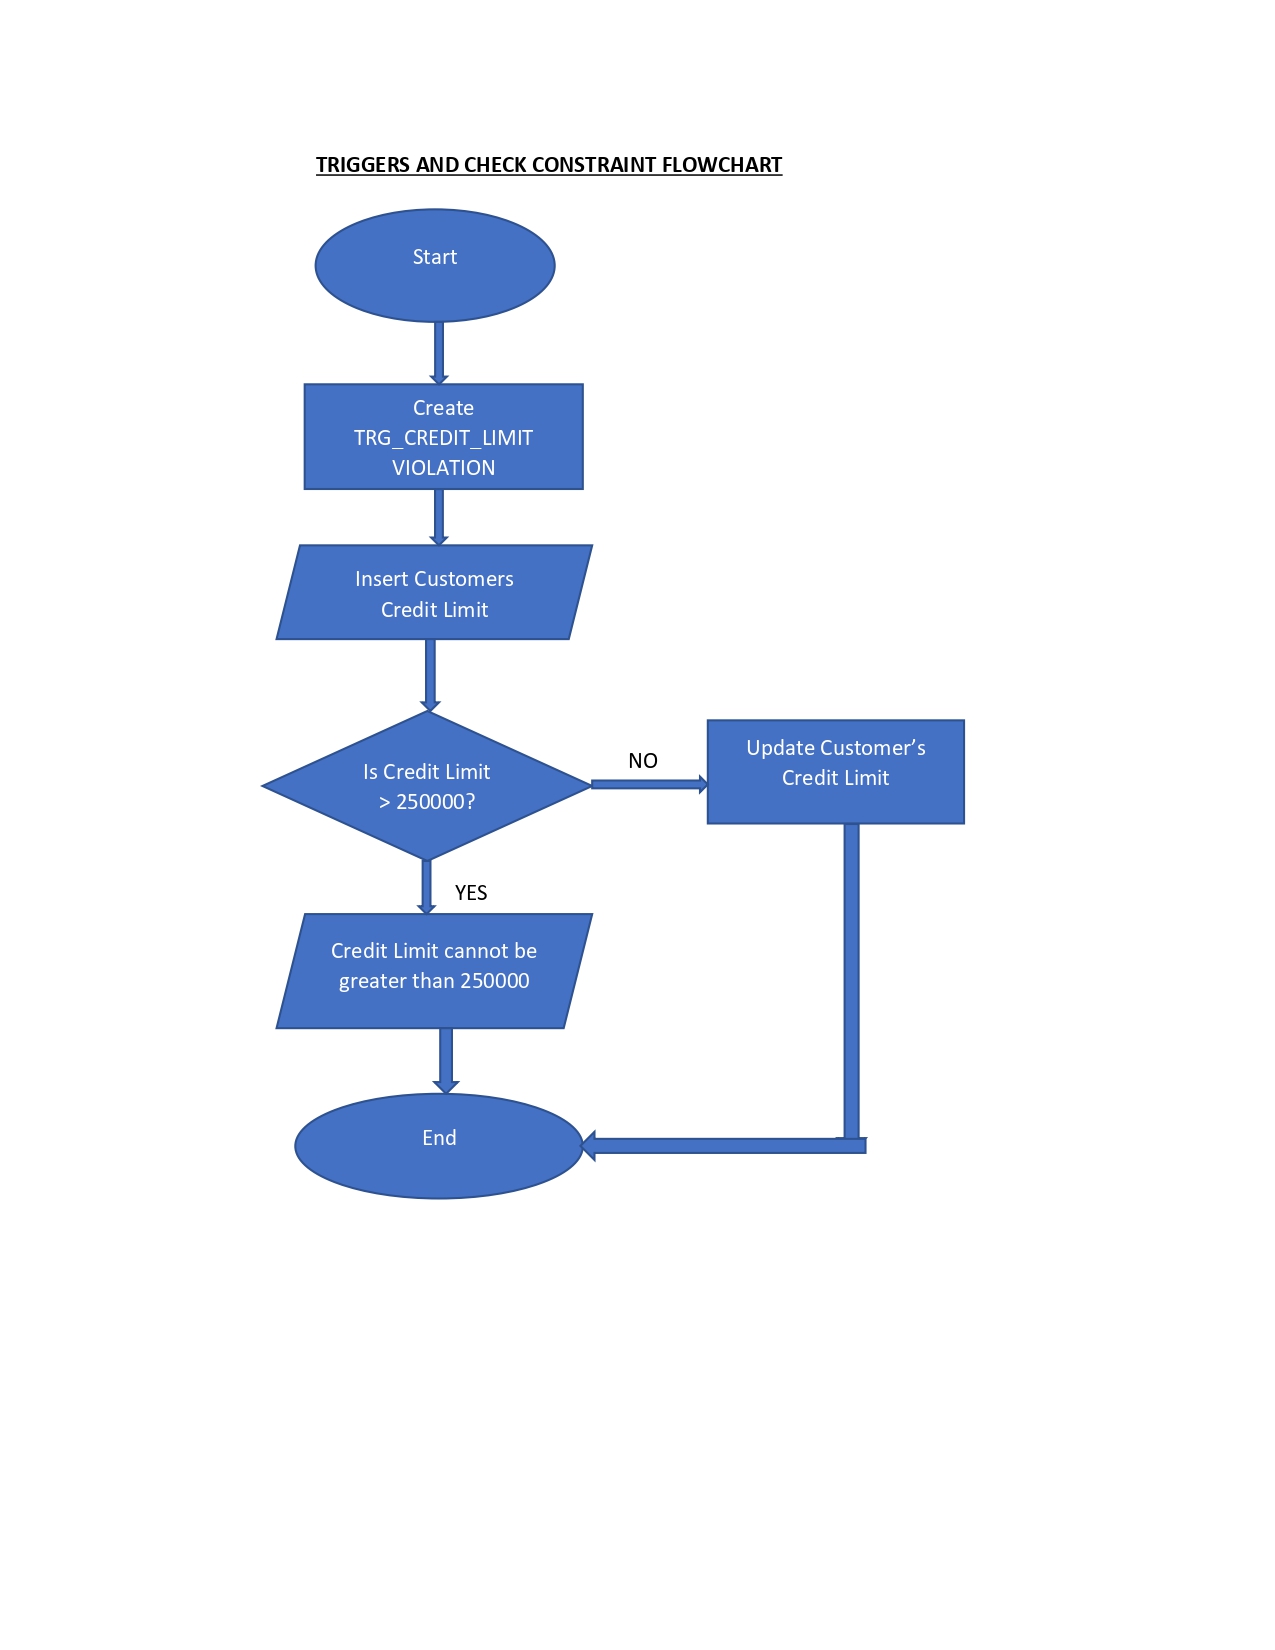 TRIGGERS AND CHECK CONSTRAINT FLOWCHART
Start
Create
TRG_CREDIT_LIMIT
VIOLATION
Insert Customers
Credit Limit
Is Credit Limit
> 250000?
NO
Update Customer’s
Credit Limit
YES
Credit Limit cannot be
greater than 250000
End